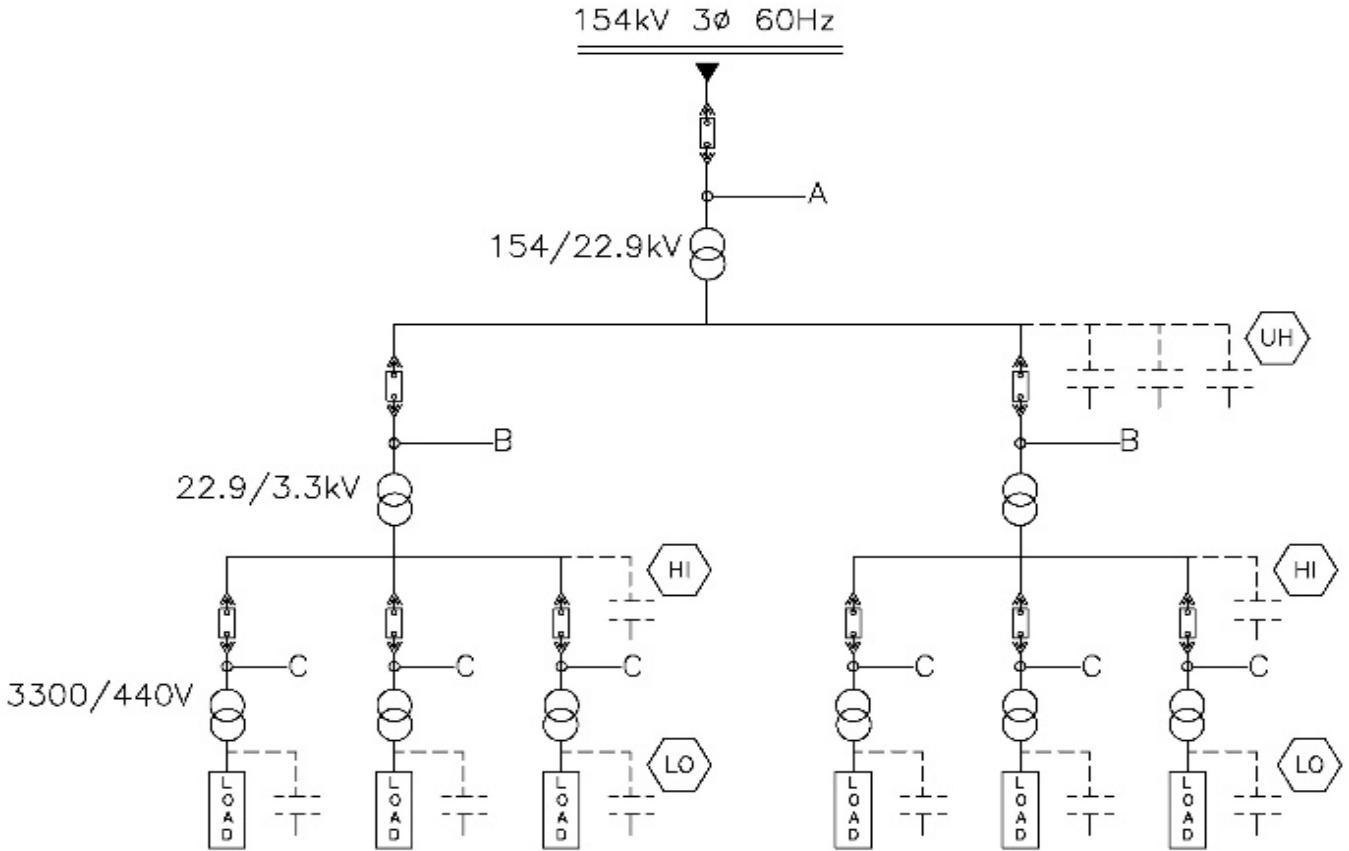 154kV 3ø 60Hz
A
154/22.9kV
UH
B
B
22.9/3.3kV
HI
HI
C
C
C
C
C
C
3300/440V
LO
LO
LOAD
LOAD
LOAD
LOAD
LOAD
LOAD